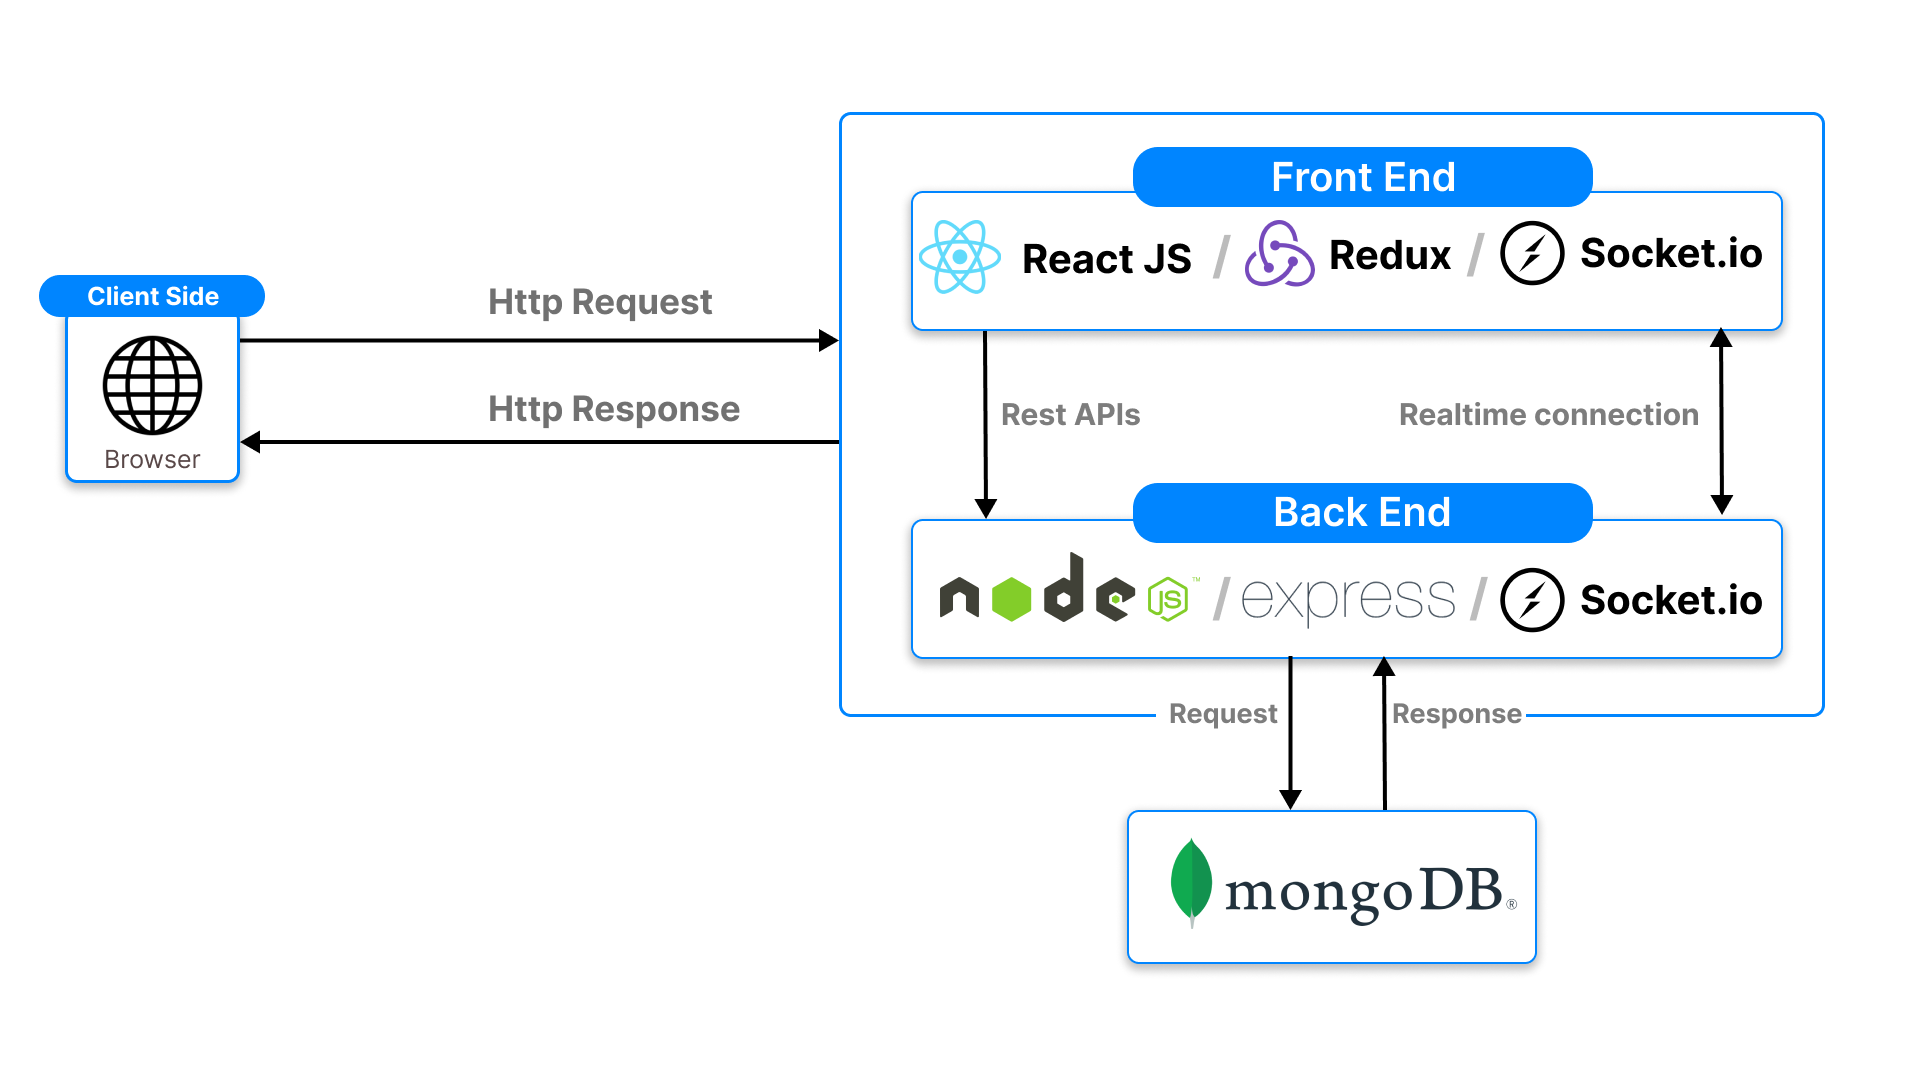 Front End
React JS / Redux / Socket.io
Client Side
Browser
Http Request
Http Response
Rest APIs
Realtime connection
Back End
node JS ™ / express / Socket.io
Request
Response
mongoDB®